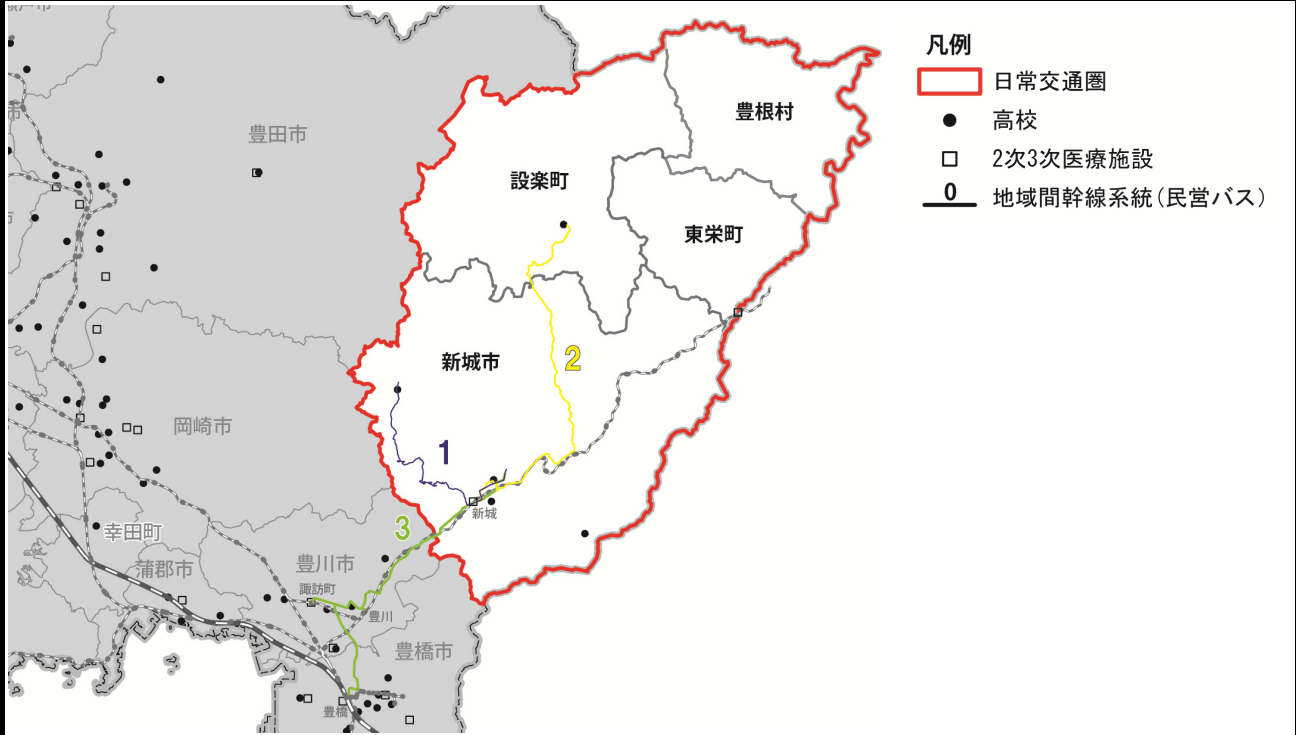 凡例
日常交通圏
高校
2次3次医療施設
0
地域間幹線系統(民営バス)
豊田市
豊根村
設楽町
東栄町
新城市
2
岡崎市
1
新城
3
幸田町
豊川市
蒲郡市
諏訪町
豊川
豊橋市
豊橋